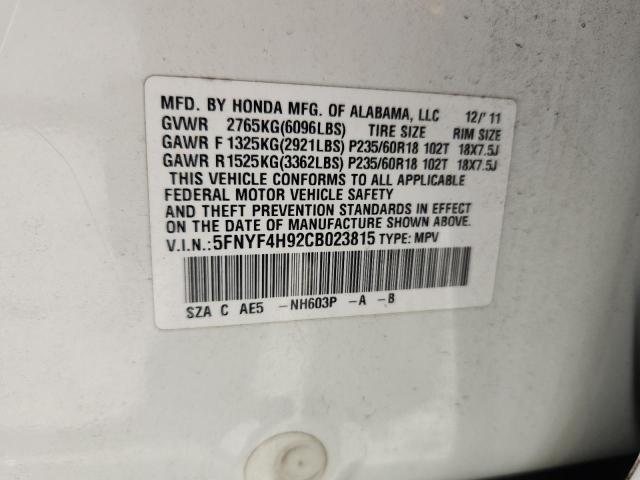 MFD. BY HONDA MFG. OF ALABAMA, LLC 12/'11
GVWR 2765KG(6096LBS) TIRE SIZE RIM SIZE
GAWR F 1325KG(2921LBS) P235/60R18 102T 18X7.5J
GAWR R 1525KG(3362LBS) P235/60R18 102T 18X7.5J
THIS VEHICLE CONFORMS TO ALL APPLICABLE
FEDERAL MOTOR VEHICLE SAFETY
AND THEFT PREVENTION STANDARDS IN EFFECT
ON THE DATE OF MANUFACTURE SHOWN ABOVE.
V.I.N.:5FNYF4H92CB023815 TYPE: MPV
SZA C AE5 -NH603P -A -B